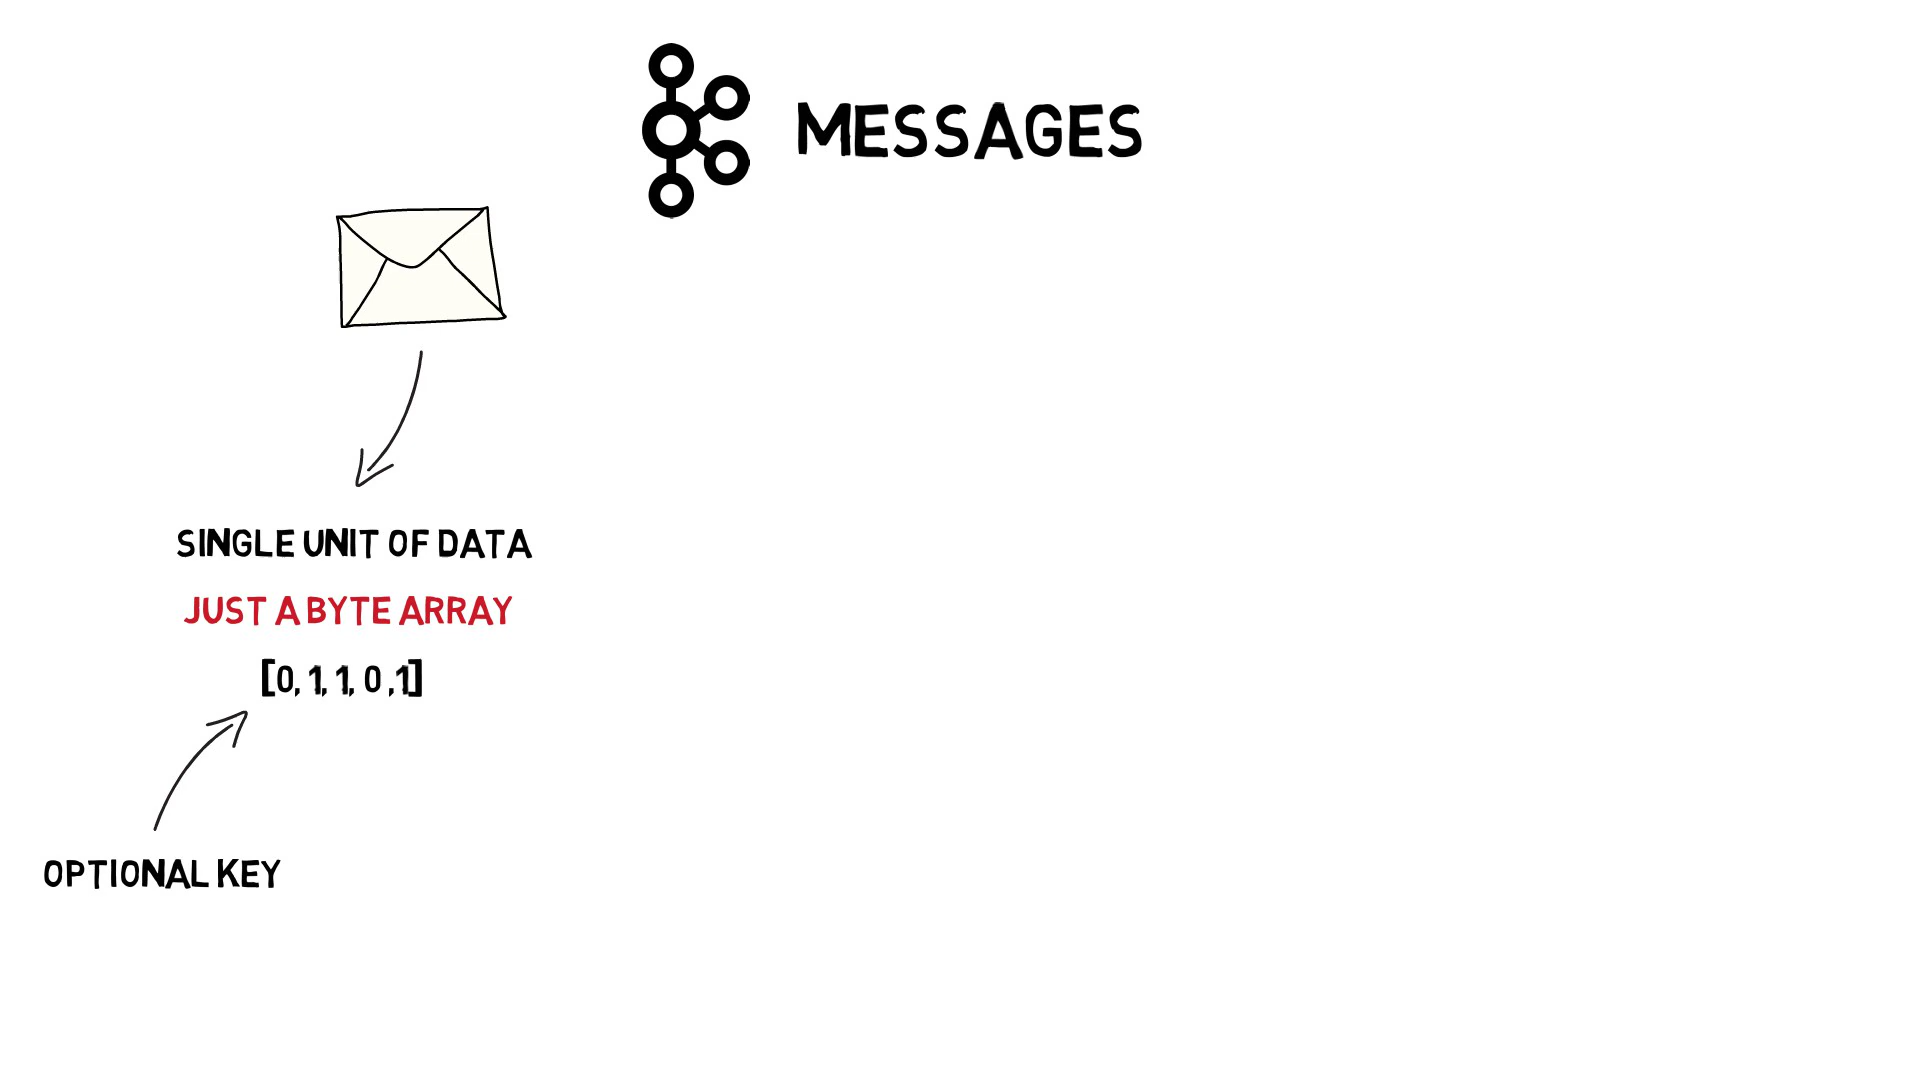 MESSAGES
SINGLE UNIT OF DATA
JUST A BYTE ARRAY
[0, 1, 1, 0 ,1]
OPTIONAL KEY